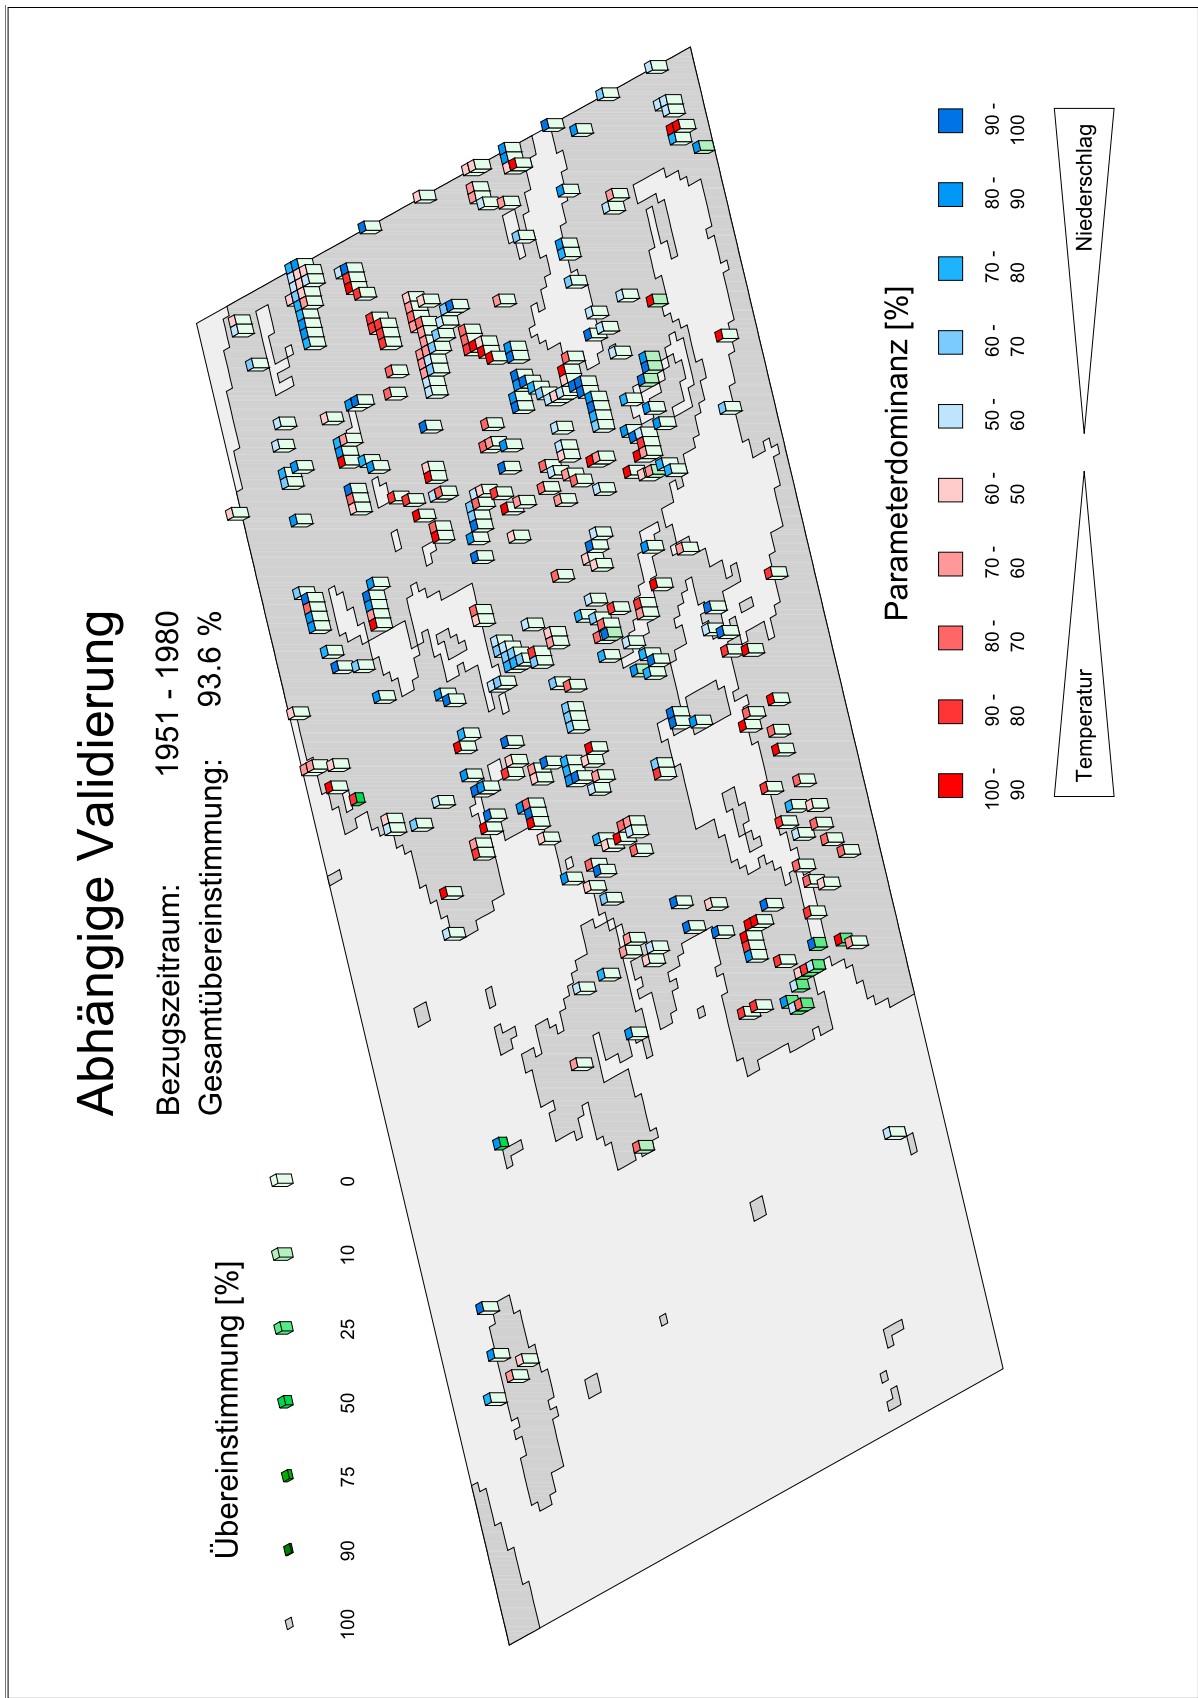 Abhängige Validierung
Bezugszeitraum: 1951 - 1980
Gesamtübereinstimmung: 93.6 %
Übereinstimmung [%]
100 90 75 50 25 10 0
Parameterdominanz [%]
100 - 90 - 80 - 70 - 60 - 50 - 60 - 70 - 80 - 90 -
90 80 70 60 50 60 70 80 90 100
Temperatur Niederschlag